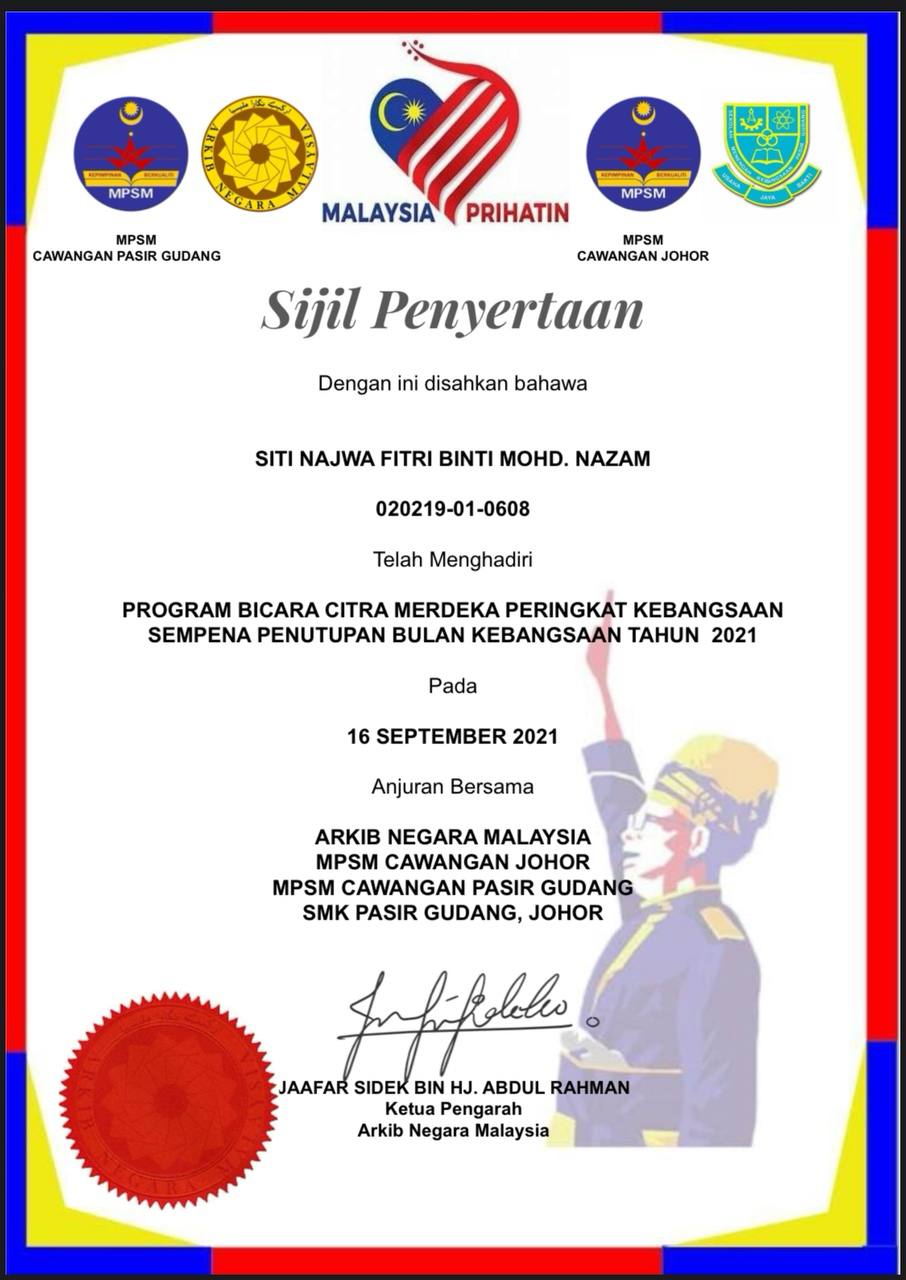 MPSM
KEPIMPINAN BERKUALITI
ARKIB NEGARA MALAYSIA
MALAYSIA PRIHATIN
KEPIMPINAN BERKUALITI
MPSM
USAHA JAYA BAKTI
MPSM
CAWANGAN PASIR GUDANG
MPSM
CAWANGAN JOHOR
Sijil Penyertaan
Dengan ini disahkan bahawa
SITI NAJWA FITRI BINTI MOHD. NAZAM
020219-01-0608
Telah Menghadiri
PROGRAM BICARA CITRA MERDEKA PERINGKAT KEBANGSAAN
SEMPENA PENUTUPAN BULAN KEBANGSAAN TAHUN 2021
Pada
16 SEPTEMBER 2021
Anjuran Bersama
ARKIB NEGARA MALAYSIA
MPSM CAWANGAN JOHOR
MPSM CAWANGAN PASIR GUDANG
SMK PASIR GUDANG, JOHOR
JAAFAR SIDEK BIN HJ. ABDUL RAHMAN
Ketua Pengarah
Arkib Negara Malaysia
ARKIB NEGARA MALAYSIA